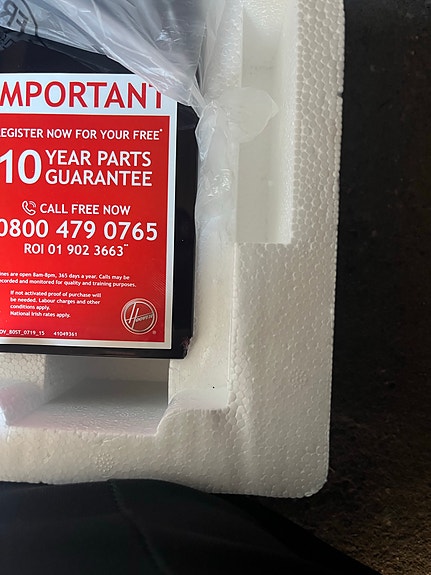 MPORTANT
EGISTER NOW FOR YOUR FREE*
10 YEAR PARTS
GUARANTEE
CALL FREE NOW
0800 479 0765
ROI 01 902 3663**
ines are open 8am-8pm, 365 days a year. Calls may be
ecorded and monitored for quality and training purposes.
If not activated proof of purchase will
be needed. Labour charges and other
conditions apply.
National Irish rates apply.
HOOVER
OV_BOST_0719_15 41049361